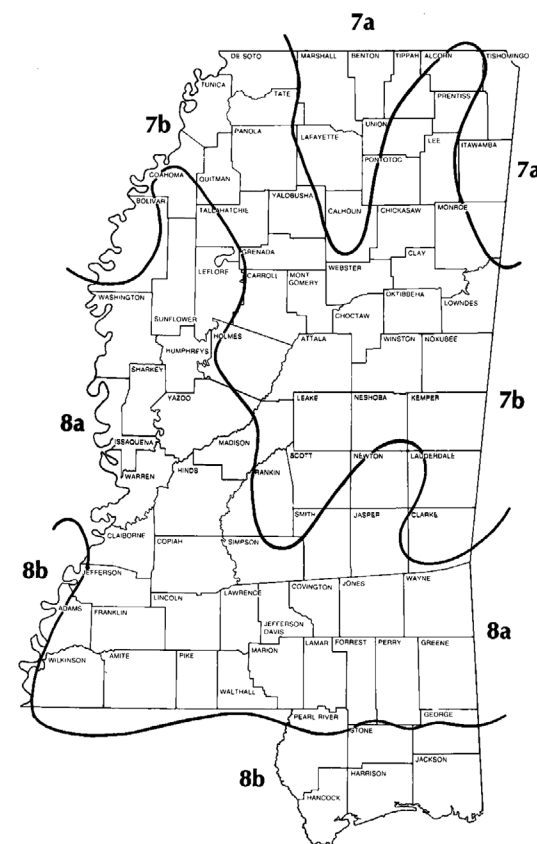 7a
DE SOTO MARSHALL BENTON TIPPAH ALCORN TISHOMINGO
TUNICA
TATE PRENTISS
7b
PANOLA LAFAYETTE UNION LEE ITAWAMBA
PONTOTOC
7a
COAHOMA QUITMAN
YALOBUSHA
BOLIVAR TALLAHATCHIE CALHOUN CHICKASAW MONROE
GRENADA
LEFLORE CARROLL MONT GOMERY WEBSTER CLAY
WASHINGTON OKTIBBEHA
LOWNDES
SUNFLOWER CHOCTAW
HOLMES ATTALA WINSTON NOXUBEE
HUMPHREYS
SHARKEY
YAZOO LEAKE NESHOBA KEMPER
7b
8a
ISSAQUENA MADISON
SCOTT NEWTON LAUDERDALE
WARREN HINDS RANKIN
SMITH JASPER CLARKE
CLAIBORNE
COPIAH SIMPSON
8b
JEFFERSON WAYNE
COVINGTON JONES
LINCOLN LAWRENCE
ADAMS FRANKLIN
JEFFERSON
DAVIS
8a
LAMAR FORREST PERRY GREENE
WILKINSON AMITE PIKE MARION
WALTHALL
PEARL RIVER GEORGE
STONE
JACKSON
8b
HARRISON
HANCOCK